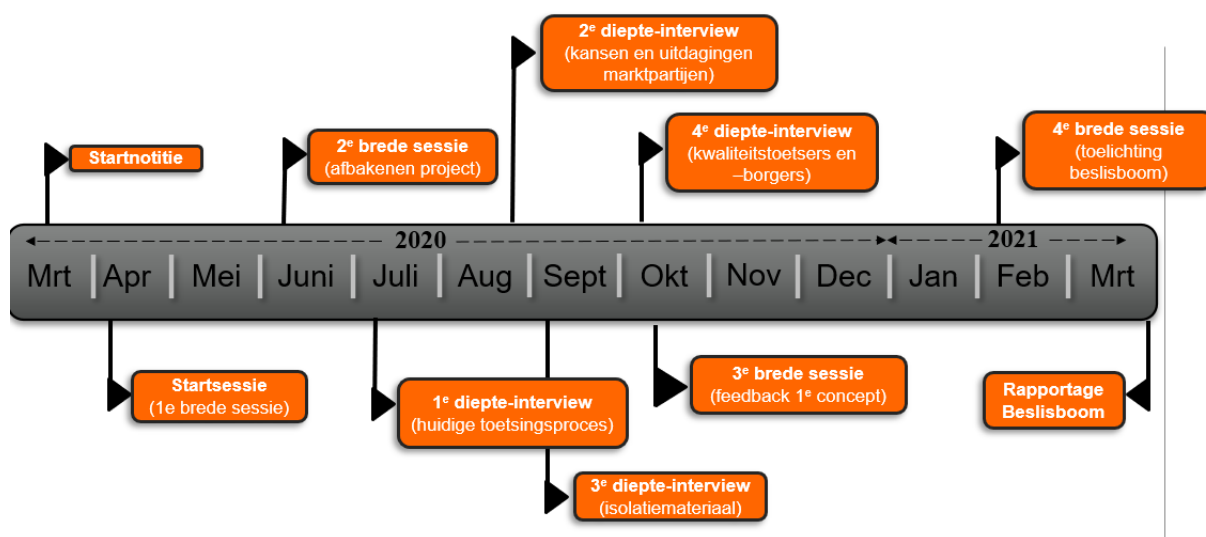 2e diepte-interview
(kansen en uitdagingen
marktpartijen)
Startnotitie
2e brede sessie
(afbakenen project)
4e diepte-interview
(kwaliteitstoetsers en
–borgers)
4e brede sessie
(toelichting
beslisboom)
2020
2021
Mrt Apr Mei Juni Juli Aug Sept Okt Nov Dec Jan Feb Mrt
Startsessie
(1e brede sessie)
1e diepte-interview
(huidige toetsingsproces)
3e brede sessie
(feedback 1e concept)
Rapportage
Beslisboom
3e diepte-interview
(isolatiemateriaal)